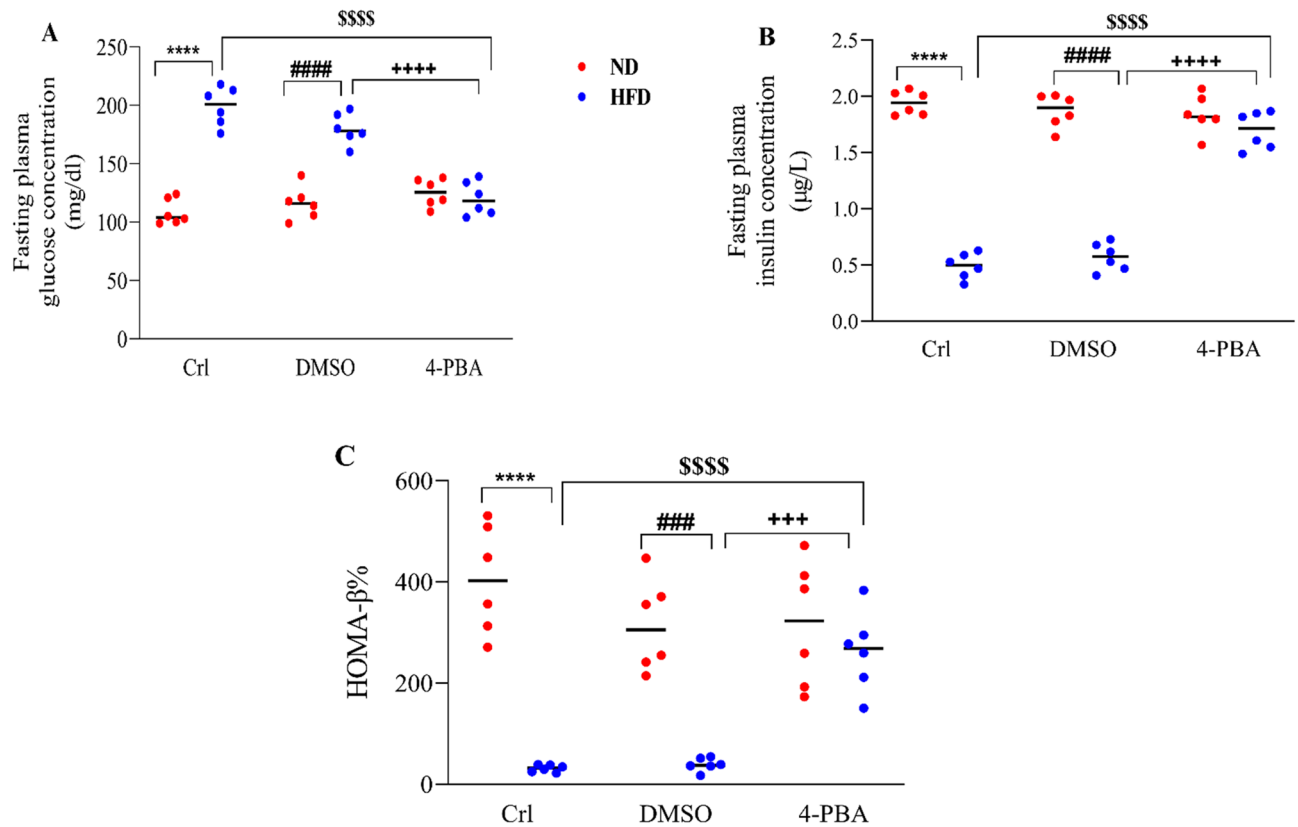 A
$$$$
****
####
++++
ND
HFD
250
200
150
100
50
0
Fasting plasma
glucose concentration
(mg/dl)
Crl
DMSO
4-PBA
B
$$$$
****
####
++++
2.5
2.0
1.5
1.0
0.5
0.0
Fasting plasma
insulin concentration
(µg/L)
Crl
DMSO
4-PBA
C
$$$$
****
###
+++
600
400
200
0
HOMA-β%
Crl
DMSO
4-PBA